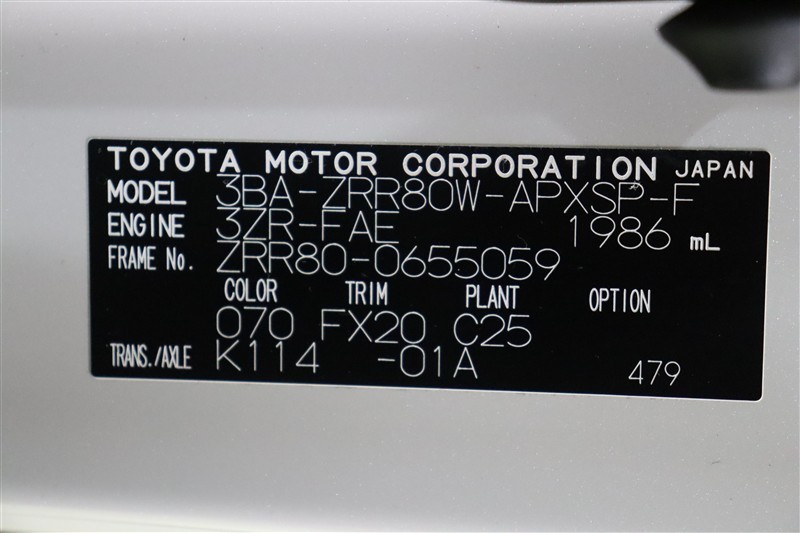 TOYOTA MOTOR CORPORATION JAPAN
MODEL 3BA-ZRR80W-APXSP-F
ENGINE 3ZR-FAE 1986 mL
FRAME No. ZRR80-0655059
COLOR TRIM PLANT OPTION
070 FX20 C25
TRANS./AXLE K114 -01A 479